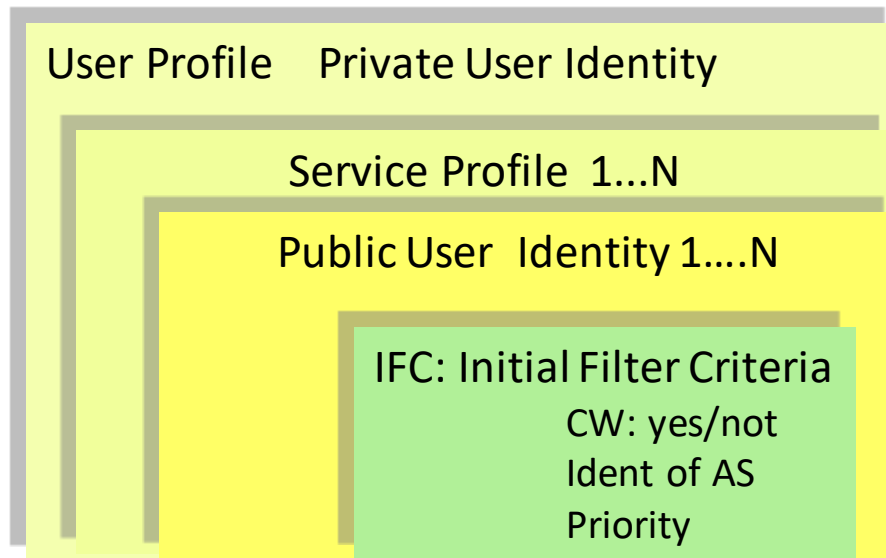 User Profile Private User Identity
Service Profile 1...N
Public User Identity 1....N
IFC: Initial Filter Criteria
CW: yes/not
Ident of AS
Priority